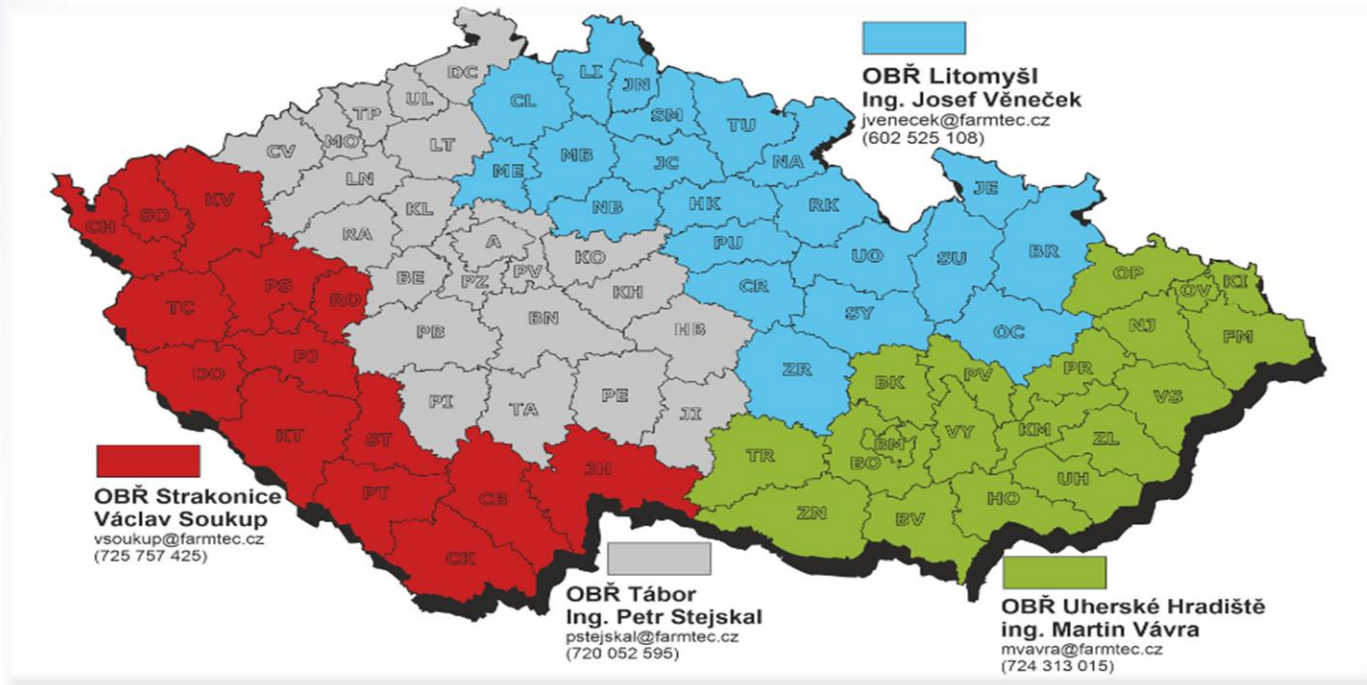 DC
LI
JN
CL
UL
TP
SM
TU
MO
CV
LT
MB
JC
NA
ME
LN
KV
SO
CH
KL
NB
HK
RK
JE
RA
A
PU
UO
SU
BR
KO
BE
PZ
PV
PS
RO
TC
KH
CR
SY
OC
OP
KI
OV
BN
PB
HB
NJ
FM
PJ
DO
ZR
BK
PV
PR
VS
PI
TA
PE
JI
KT
ST
TR
BM
BO
VY
KM
ZL
JH
UH
PT
CB
ZN
BV
HO
CK
OBŘ Litomyšl
Ing. Josef Věneček
jvenecek@farmtec.cz
(602 525 108)
OBŘ Strakonice
Václav Soukup
vsoukup@farmtec.cz
(725 757 425)
OBŘ Tábor
Ing. Petr Stejskal
pstejskal@farmtec.cz
(720 052 595)
OBŘ Uherské Hradiště
ing. Martin Vávra
mvavra@farmtec.cz
(724 313 015)